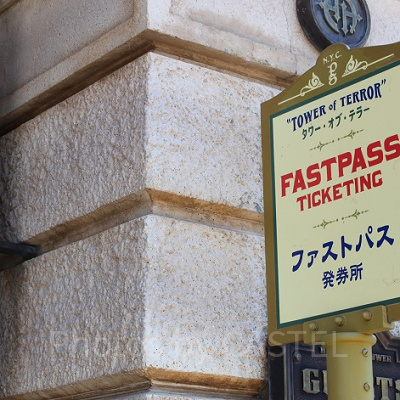 N.Y.C.
"TOWER of TERROR"
タワー・オブ・テラー
FASTPASS
TICKETING
ファストパス
発券所